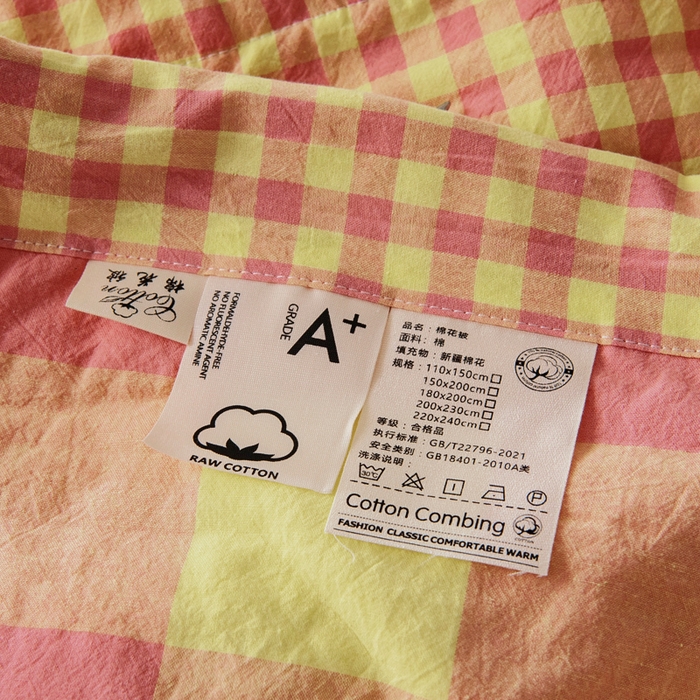 Cotton
棉花被
FORMALDEHYDE-FREE
NO FLUORESCENT AGENT
NO AROMATIC AMINE
GRADE
A+
RAW COTTON
品名：棉花被
面料：棉
填充物：新疆棉花
规格：110x150cm□
150x200cm□
180x200cm□
200x230cm□
220x240cm□
等级：合格品
执行标准：GB/T22796-2021
安全类别：GB18401-2010A类
洗涤说明：
30℃
P
Cotton Combing
COTTON
FASHION CLASSIC COMFORTABLE WARM